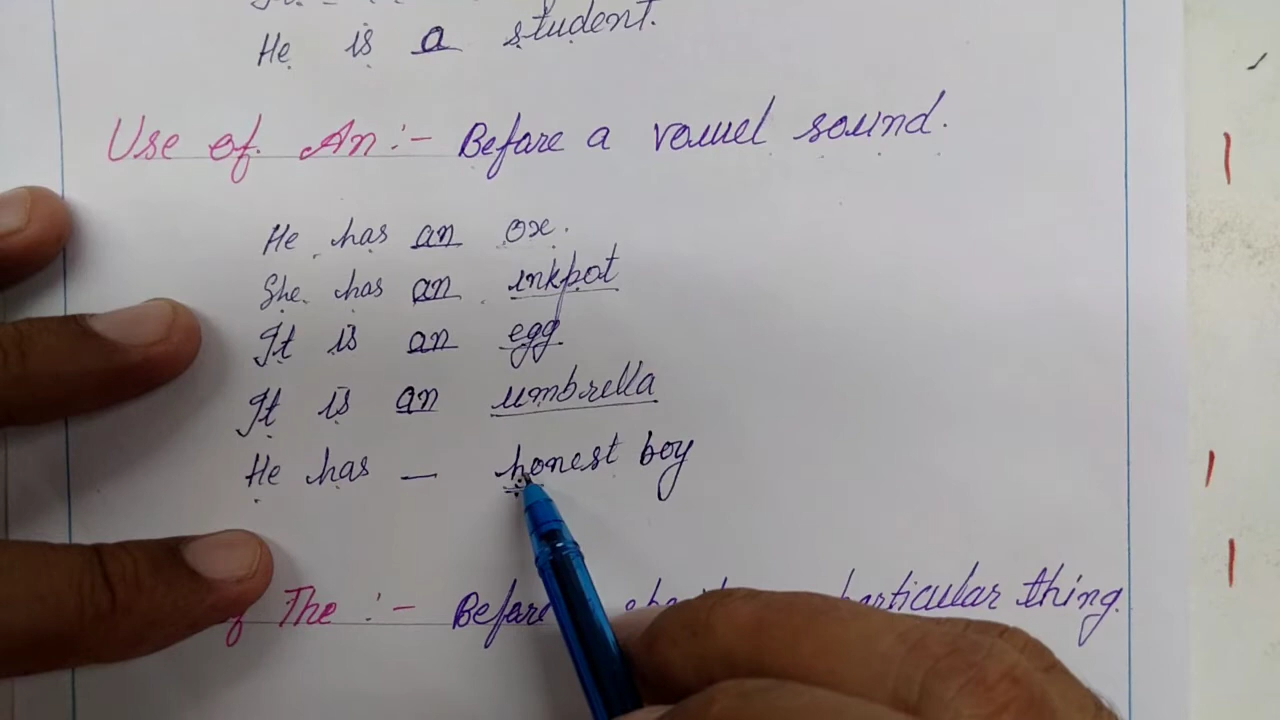 He is a student.
Use of An :- Before a vowel sound.
He has an ox.
She has an inkpot
It is an egg
It is an umbrella
He has — honest boy
of The :- Before particular thing.